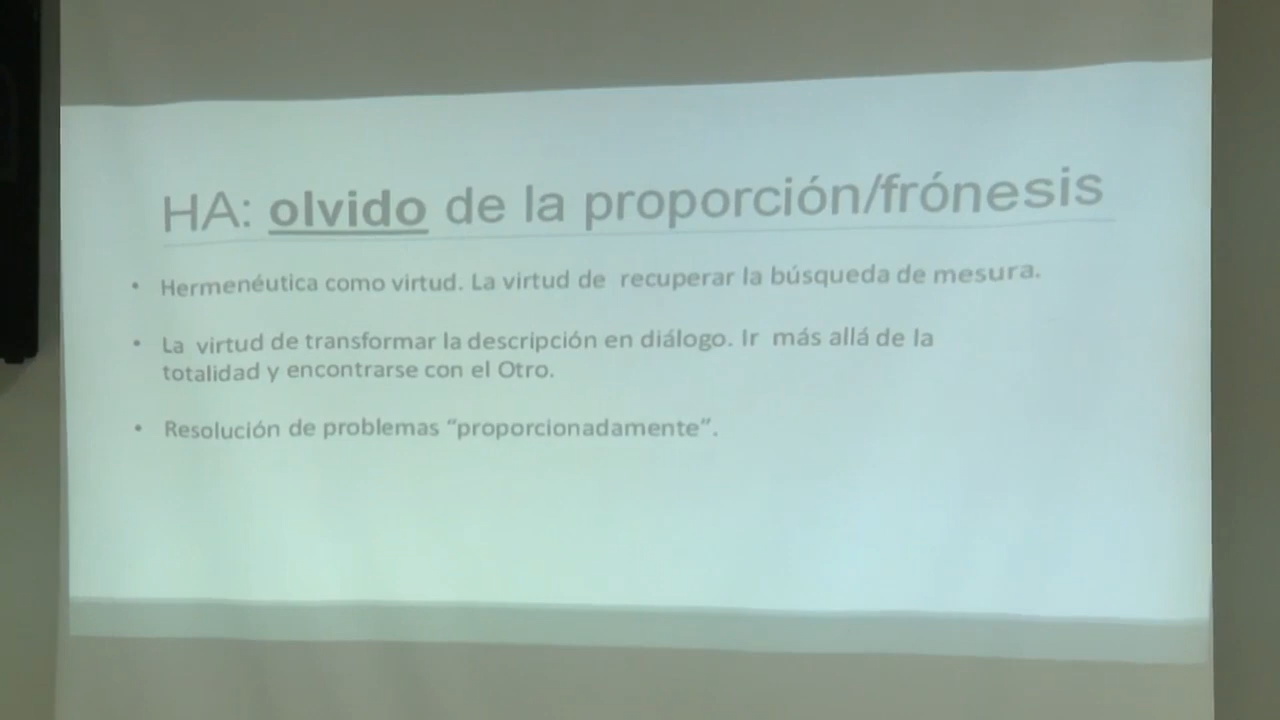 HA: olvido de la proporción/frónesis
• Hermenéutica como virtud. La virtud de recuperar la búsqueda de mesura.
• La virtud de transformar la descripción en diálogo. Ir más allá de la
totalidad y encontrarse con el Otro.
• Resolución de problemas “proporcionadamente”.